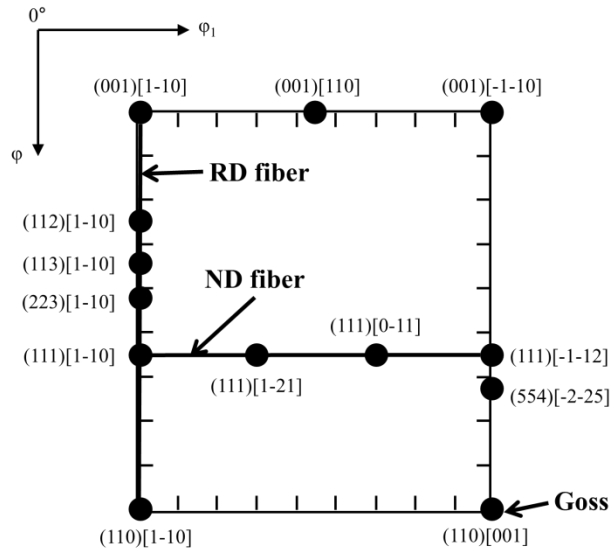 0°
φ₁
φ
(001)[1-10]
(001)[110]
(001)[-1-10]
RD fiber
(112)[1-10]
(113)[1-10]
(223)[1-10]
ND fiber
(111)[0-11]
(111)[1-10]
(111)[-1-12]
(111)[1-21]
(554)[-2-25]
Goss
(110)[1-10]
(110)[001]